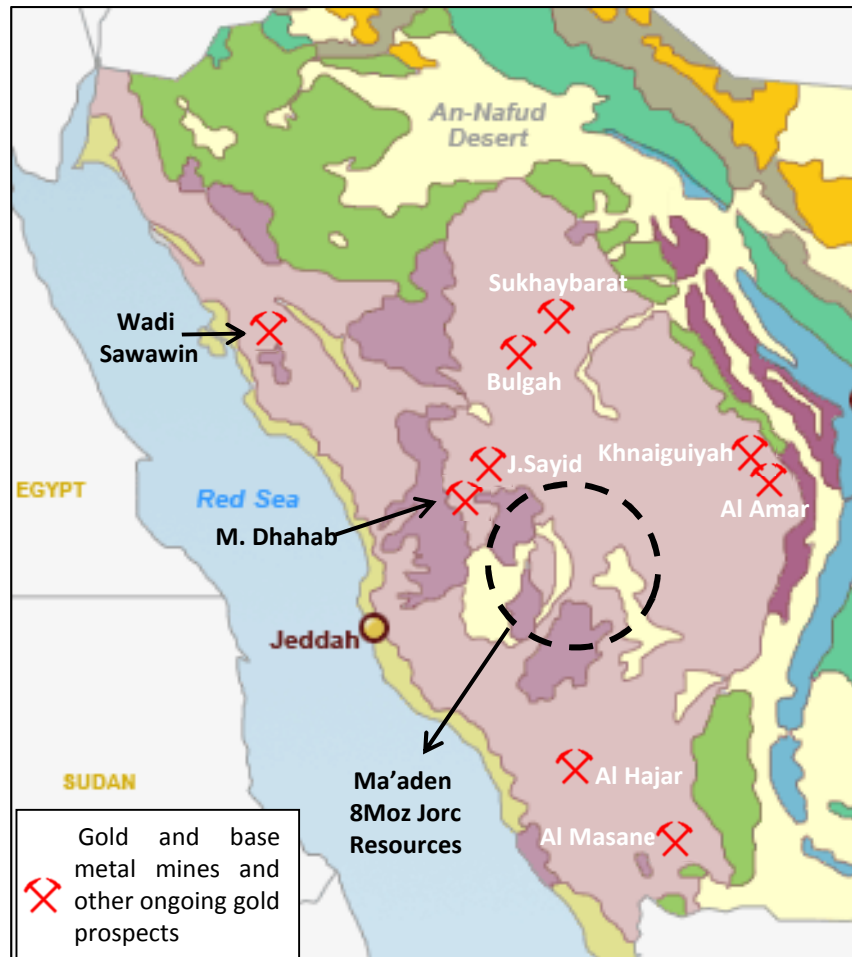 An-Nafud
Desert
Sukhaybarat
Wadi
Sawawin
Bulgah
J.Sayid
Khnaiguiyah
EGYPT
Red Sea
Al Amar
M. Dhahab
Jeddah
Ma’aden
8Moz Jorc
Resources
Al Hajar
SUDAN
Al Masane
Gold and base
metal mines and
other ongoing gold
prospects